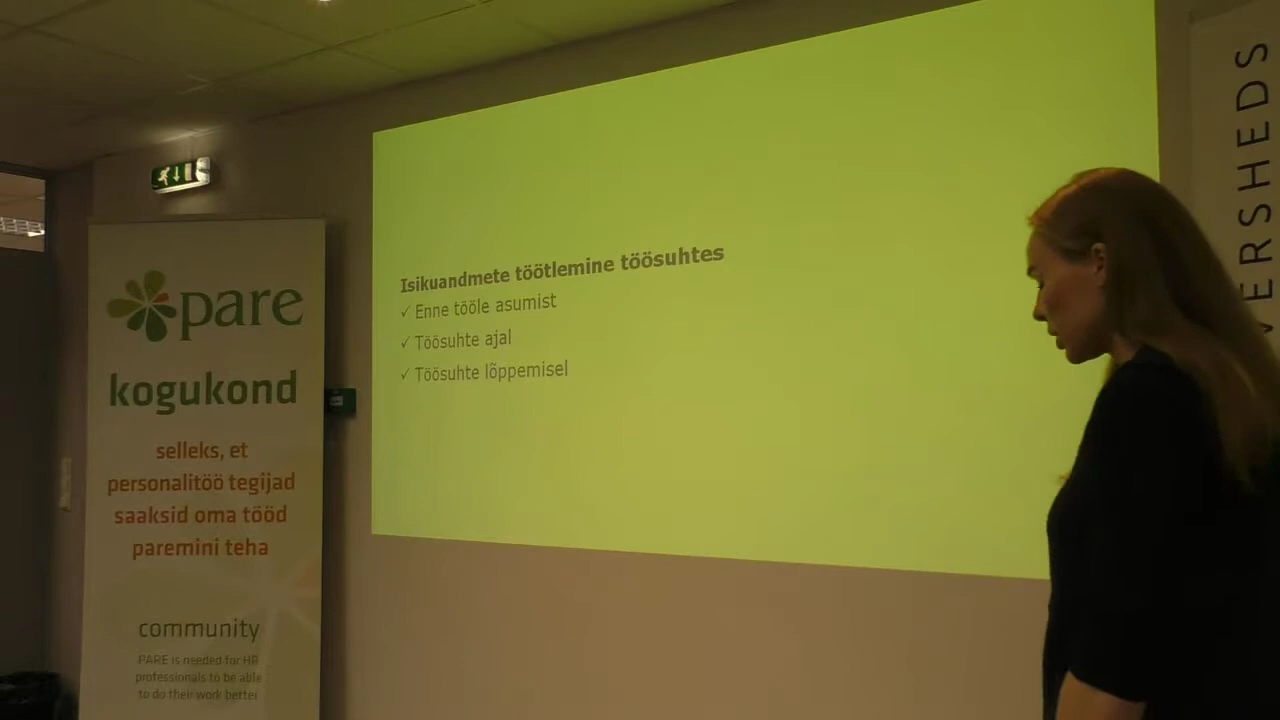 pare
kogukond
selleks, et
personalitöö tegijad
saaksid oma tööd
paremini teha
community
PARE is needed for HR
professionals to be able
to do their work better
Isikuandmete töötlemine töösuhtes
✓ Enne tööle asumist
✓ Töösuhte ajal
✓ Töösuhte lõppemisel
ERSHEDS